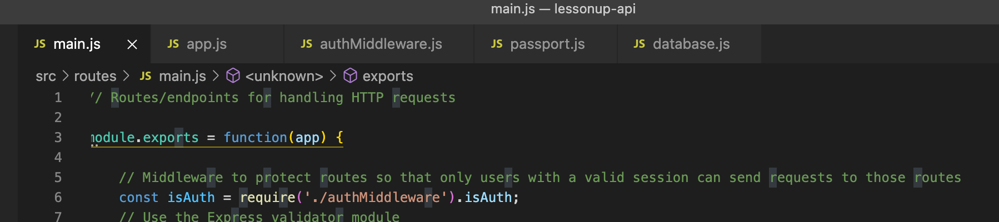 main.js — lessonup-api
JS main.js × JS app.js JS authMiddleware.js JS passport.js JS database.js
src > routes > JS main.js > <unknown> > exports
1 // Routes/endpoints for handling HTTP requests
2
3 module.exports = function(app) {
4
5 // Middleware to protect routes so that only users with a valid session can send requests to those routes
6 const isAuth = require('./authMiddleware').isAuth;
7 // Use the Express validator module